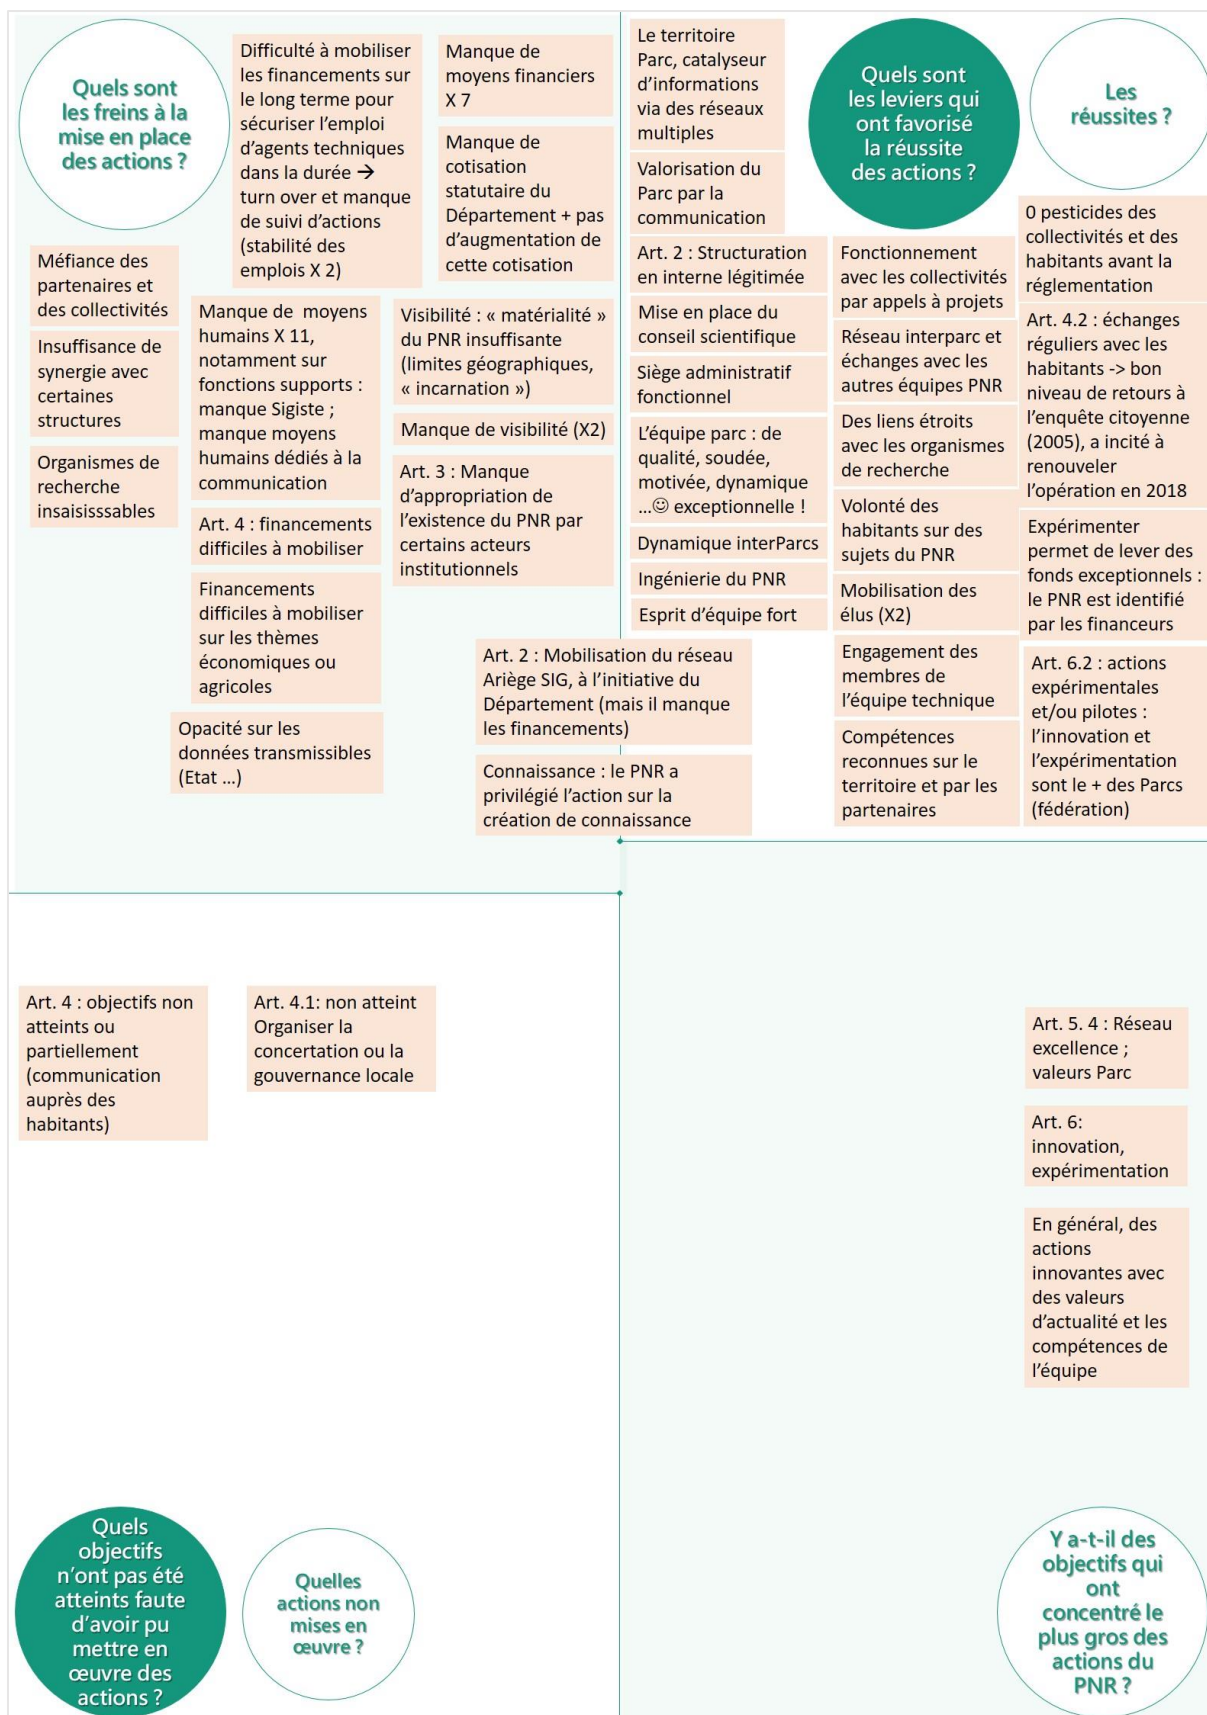 Quels sont
les freins à la
mise en place
des actions ?
Difficulté à mobiliser
les financements sur
le long terme pour
sécuriser l’emploi
d’agents techniques
dans la durée →
turn over et manque
de suivi d’actions
(stabilité des
emplois X 2)
Manque de
moyens financiers
X 7
Manque de
cotisation
statutaire du
Département + pas
d’augmentation de
cette cotisation
Méfiance des
partenaires et
des collectivités
Insuffisance de
synergie avec
certaines
structures
Organismes de
recherche
insaisisssables
Manque de  moyens
humains X 11,
notamment sur
fonctions supports :
manque Sigiste ;
manque moyens
humains dédiés à la
communication
Art. 4 : financements
difficiles à mobiliser
Financements
difficiles à mobiliser
sur les thèmes
économiques ou
agricoles
Opacité sur les
données transmissibles
(Etat ...)
Visibilité : « matérialité »
du PNR insuffisante
(limites géographiques,
« incarnation »)
Manque de visibilité (X2)
Art. 3 : Manque
d’appropriation de
l’existence du PNR par
certains acteurs
institutionnels
Art. 2 : Mobilisation du réseau
Ariège SIG, à l’initiative du
Département (mais il manque
les financements)
Connaissance : le PNR a
privilégié l’action sur la
création de connaissance
Le territoire
Parc, catalyseur
d’informations
via des réseaux
multiples
Valorisation du
Parc par la
communication
Art. 2 : Structuration
en interne légitimée
Mise en place du
conseil scientifique
Siège administratif
fonctionnel
L’équipe parc : de
qualité, soudée,
motivée, dynamique
...☺ exceptionnelle !
Dynamique interParcs
Ingénierie du PNR
Esprit d’équipe fort
Quels sont
les leviers qui
ont favorisé
la réussite
des actions ?
Fonctionnement
avec les collectivités
par appels à projets
Réseau interparc et
échanges avec les
autres équipes PNR
Des liens étroits
avec les organismes
de recherche
Volonté des
habitants sur des
sujets du PNR
Mobilisation des
élus (X2)
Engagement des
membres de
l’équipe technique
Compétences
reconnues sur le
territoire et par les
partenaires
Les
réussites ?
0 pesticides des
collectivités et des
habitants avant la
réglementation
Art. 4.2 : échanges
réguliers avec les
habitants -> bon
niveau de retours à
l’enquête citoyenne
(2005), a incité à
renouveler
l’opération en 2018
Expérimenter
permet de lever des
fonds exceptionnels :
le PNR est identifié
par les financeurs
Art. 6.2 : actions
expérimentales
et/ou pilotes :
l’innovation et
l’expérimentation
sont le + des Parcs
(fédération)
Art. 4 : objectifs non
atteints ou
partiellement
(communication
auprès des
habitants)
Art. 4.1: non atteint
Organiser la
concertation ou la
gouvernance locale
Quels
objectifs
n’ont pas été
atteints faute
d’avoir pu
mettre en
œuvre des
actions ?
Quelles
actions non
mises en
œuvre ?
Art. 5. 4 : Réseau
excellence ;
valeurs Parc
Art. 6:
innovation,
expérimentation
En général, des
actions
innovantes avec
des valeurs
d’actualité et les
compétences de
l’équipe
Y a-t-il des
objectifs qui
ont
concentré le
plus gros des
actions du
PNR ?